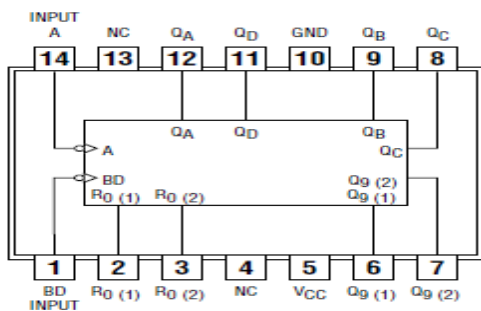 INPUT
A NC QA QD GND QB QC
14 13 12 11 10 9 8
QA QD QB
A QC
BD Q9 (2)
R0 (1) R0 (2) Q9 (1)
1 2 3 4 5 6 7
BD R0 (1) R0 (2) NC VCC Q9 (1) Q9 (2)
INPUT